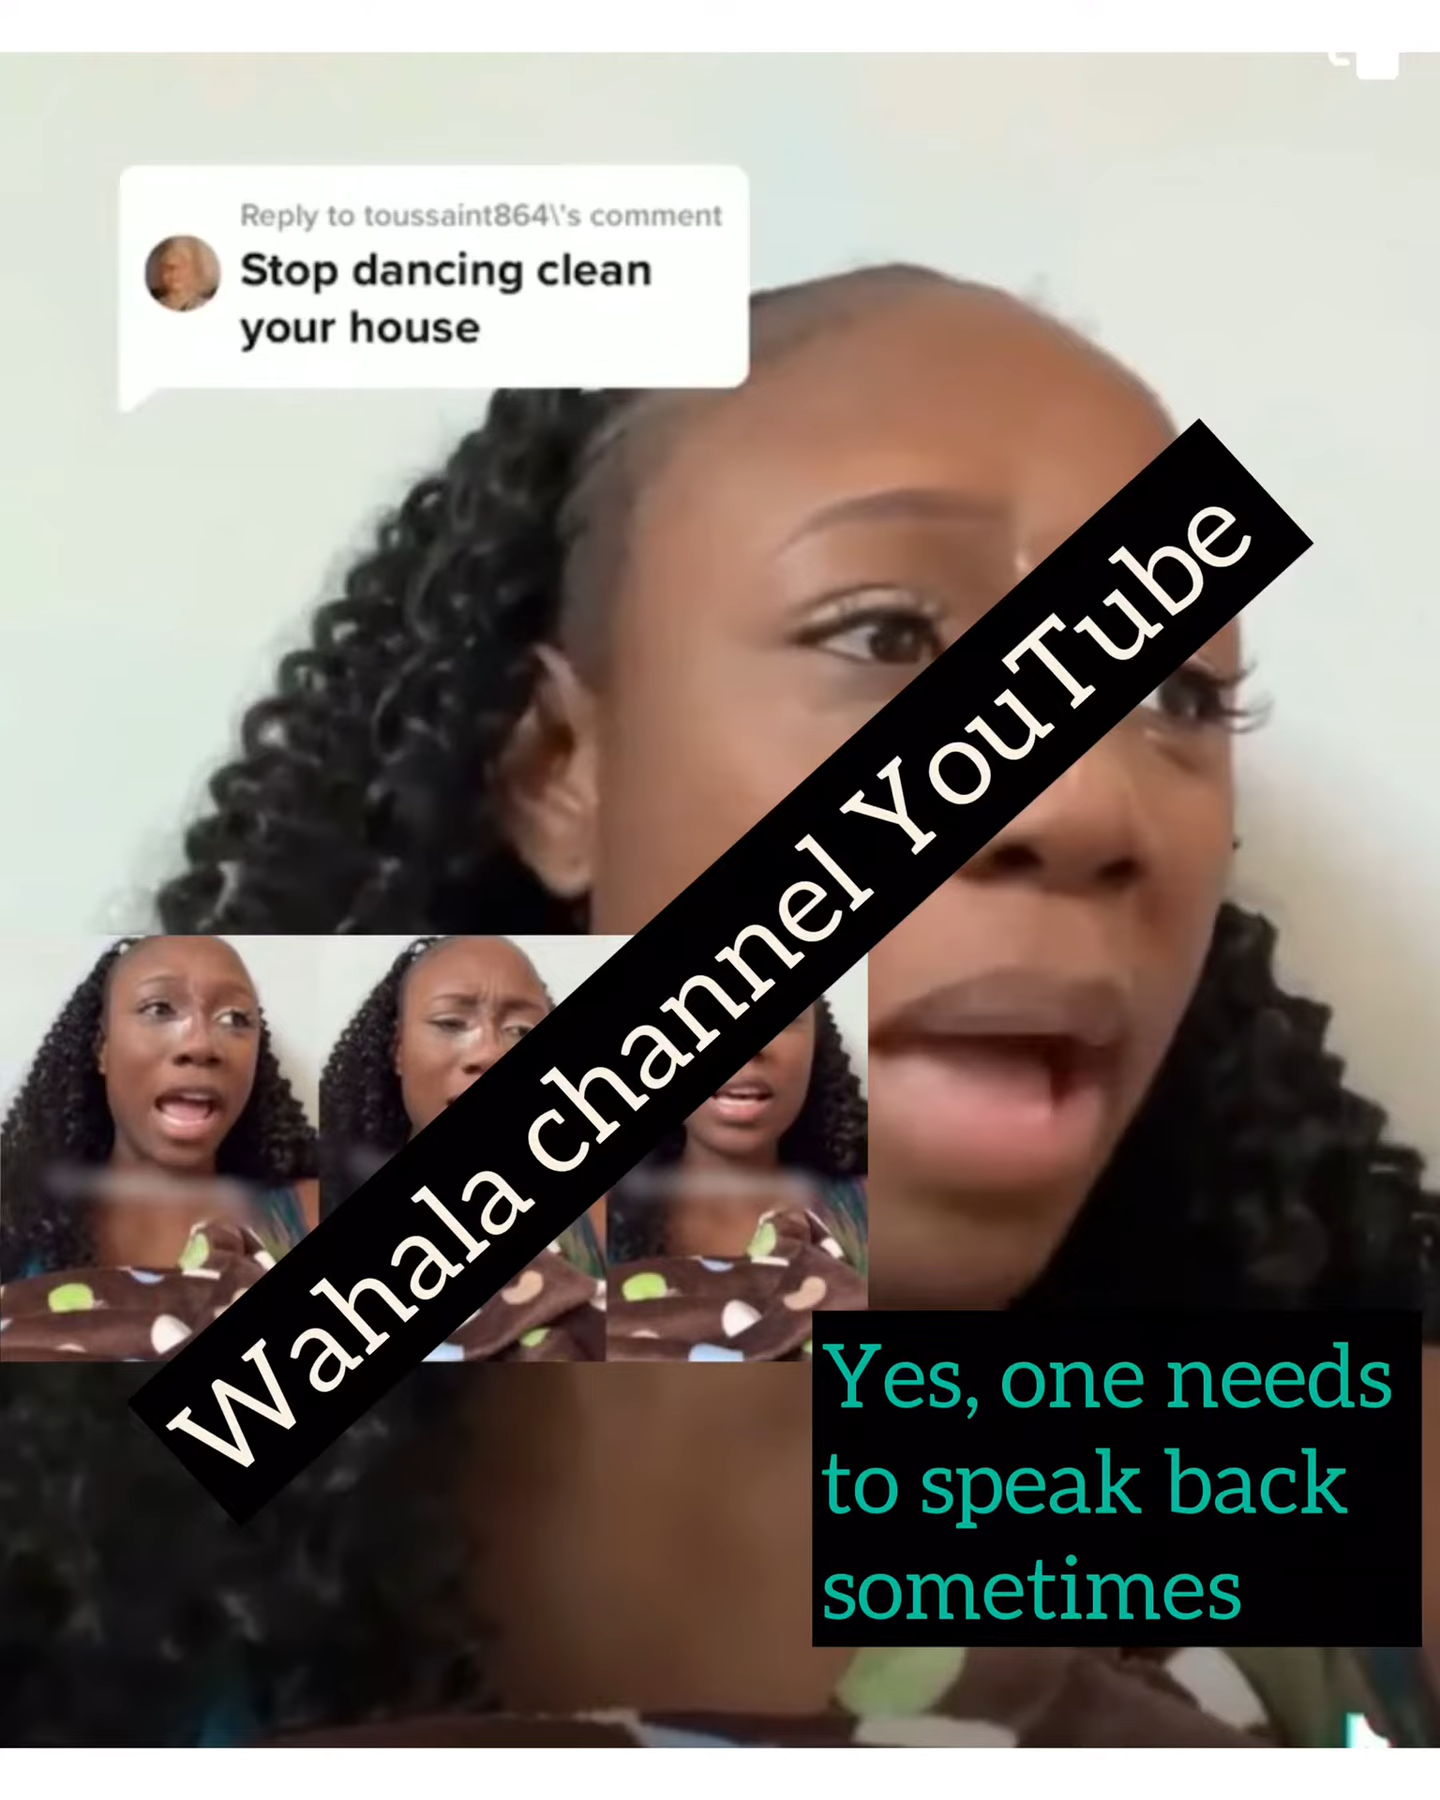 Reply to toussaint864\'s comment
Stop dancing clean
your house
Wahala channel YouTube
Yes, one needs
to speak back
sometimes